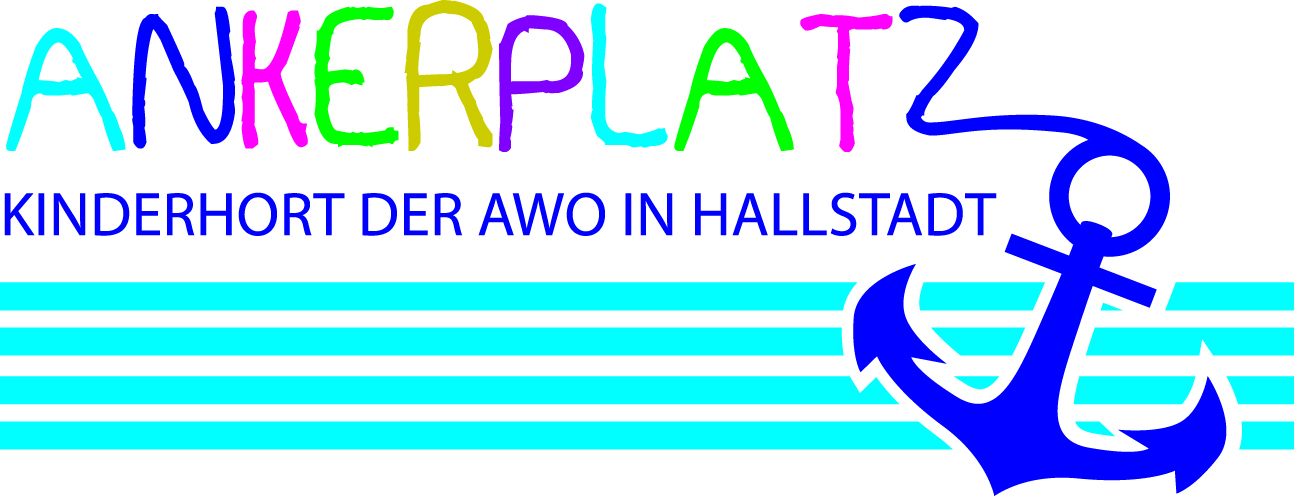 ANKERPLATZ
KINDERHORT DER AWO IN HALLSTADT